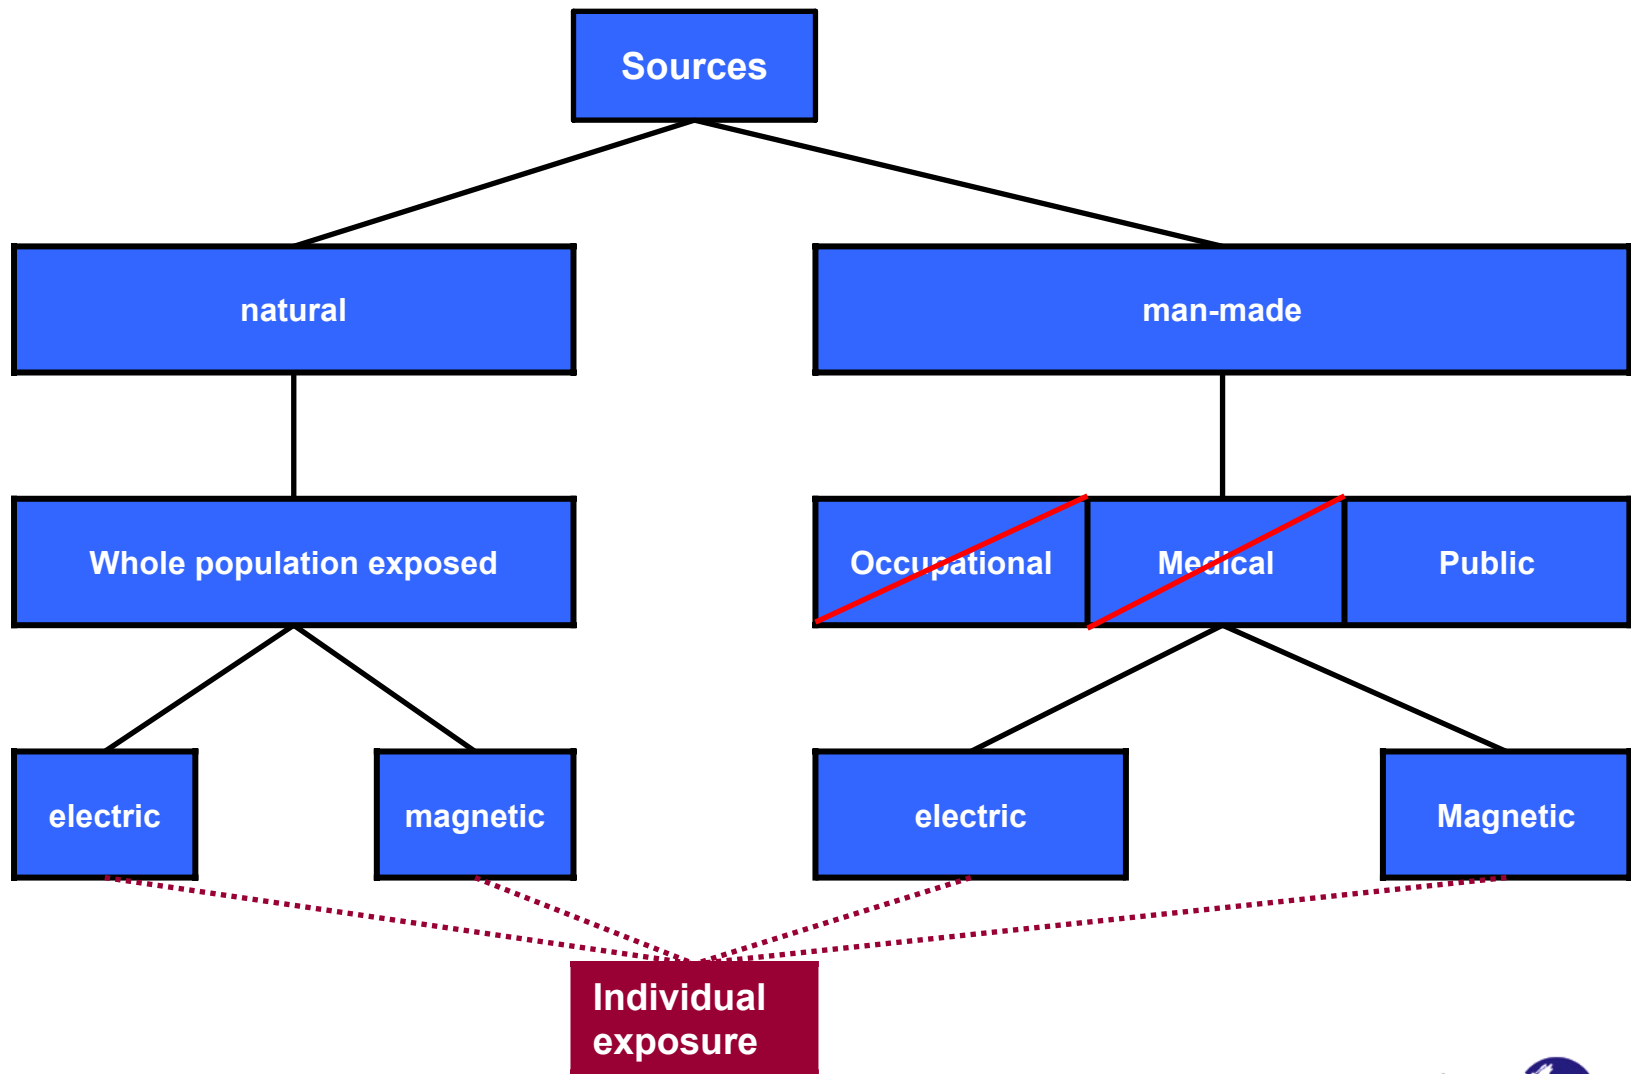 Sources
natural
man-made
Whole population exposed
Occupational
Medical
Public
electric
magnetic
electric
Magnetic
Individual
exposure